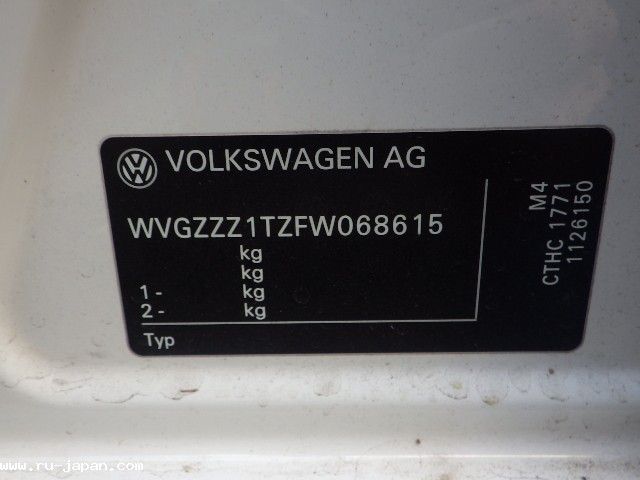 VOLKSWAGEN AG
WVGZZZ1TZFW068615
kg
kg
1 - kg
2 - kg
Typ
M4
CTHC 1771
1126150
www.ru-japan.com